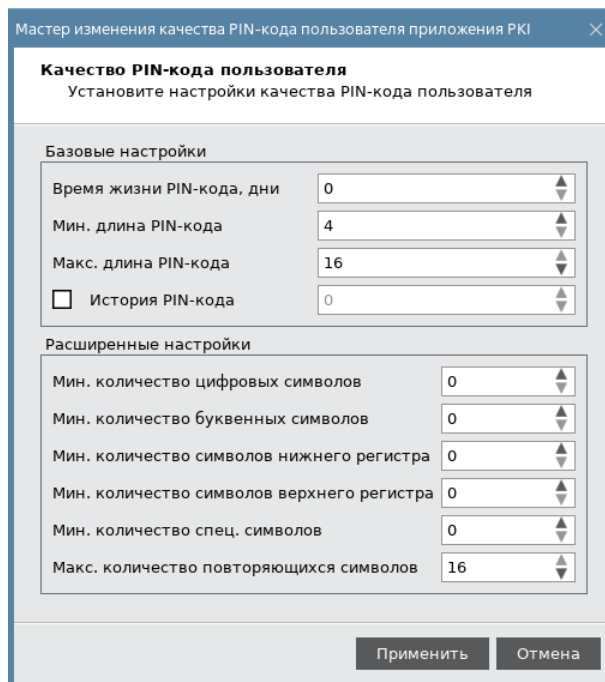 Мастер изменения качества PIN-кода пользователя приложения PKI
Качество PIN-кода пользователя
Установите настройки качества PIN-кода пользователя
Базовые настройки
Время жизни PIN-кода, дни 0
Мин. длина PIN-кода 4
Макс. длина PIN-кода 16
История PIN-кода 0
Расширенные настройки
Мин. количество цифровых символов 0
Мин. количество буквенных символов 0
Мин. количество символов нижнего регистра 0
Мин. количество символов верхнего регистра 0
Мин. количество спец. символов 0
Макс. количество повторяющихся символов 16
Применить Отмена